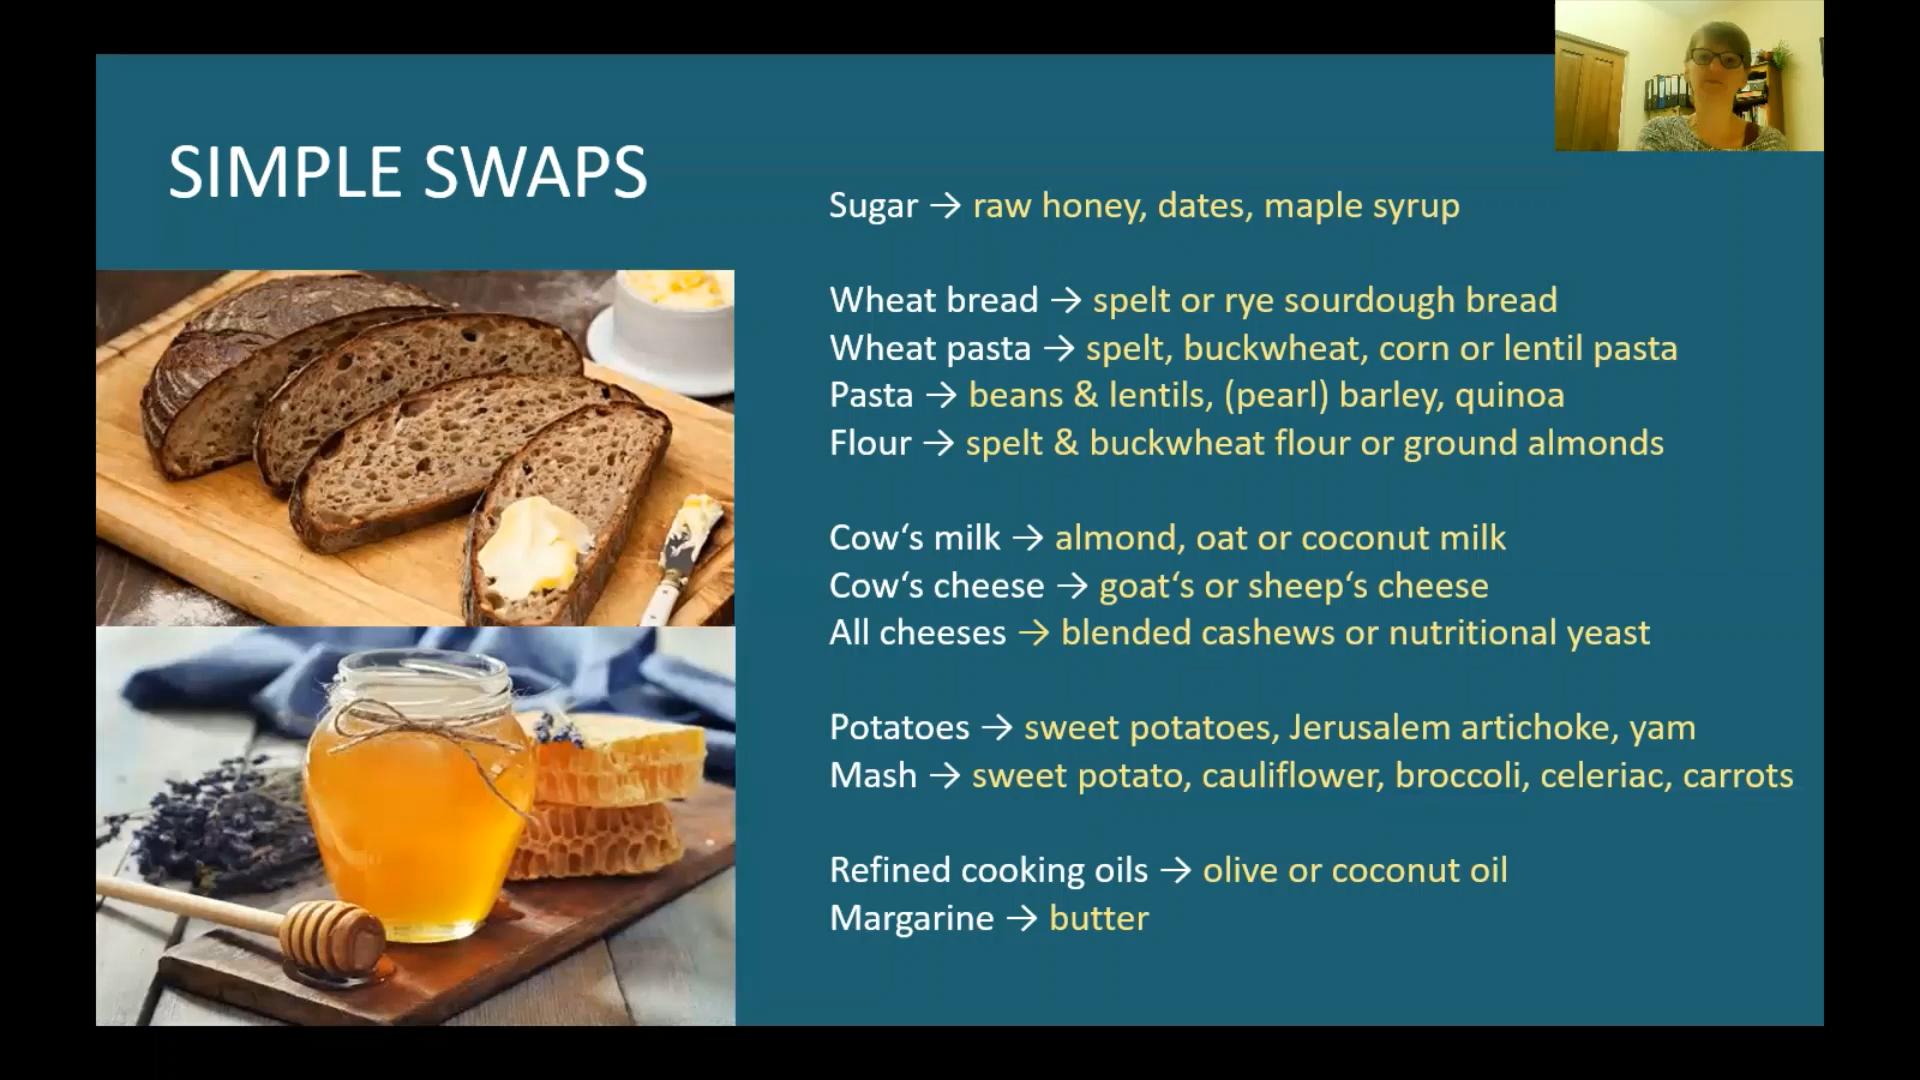 SIMPLE SWAPS
Sugar → raw honey, dates, maple syrup
Wheat bread → spelt or rye sourdough bread
Wheat pasta → spelt, buckwheat, corn or lentil pasta
Pasta → beans & lentils, (pearl) barley, quinoa
Flour → spelt & buckwheat flour or ground almonds
Cow‘s milk → almond, oat or coconut milk
Cow‘s cheese → goat‘s or sheep‘s cheese
All cheeses → blended cashews or nutritional yeast
Potatoes → sweet potatoes, Jerusalem artichoke, yam
Mash → sweet potato, cauliflower, broccoli, celeriac, carrots
Refined cooking oils → olive or coconut oil
Margarine → butter